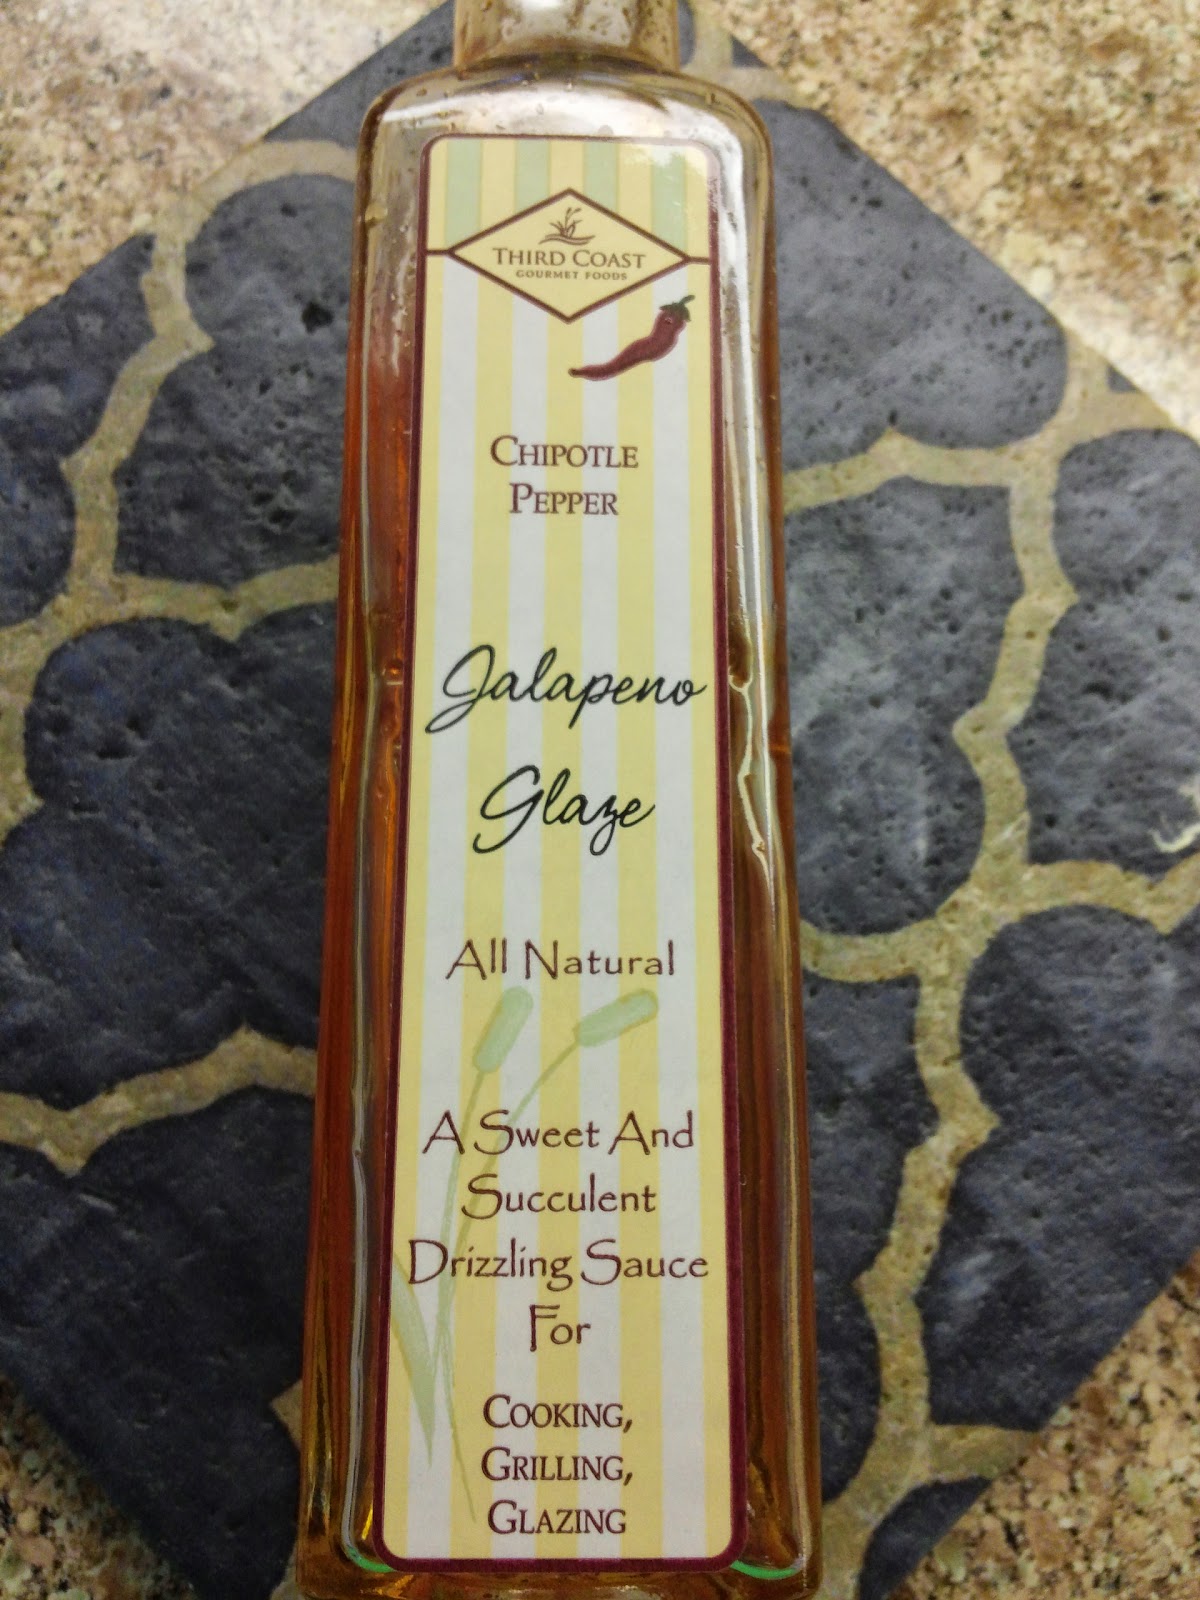 THIRD COAST
GOURMET FOODS
CHIPOTLE
PEPPER
Jalapeno
Glaze
All Natural
A Sweet And
Succulent
Drizzling Sauce
For
COOKING,
GRILLING,
GLAZING